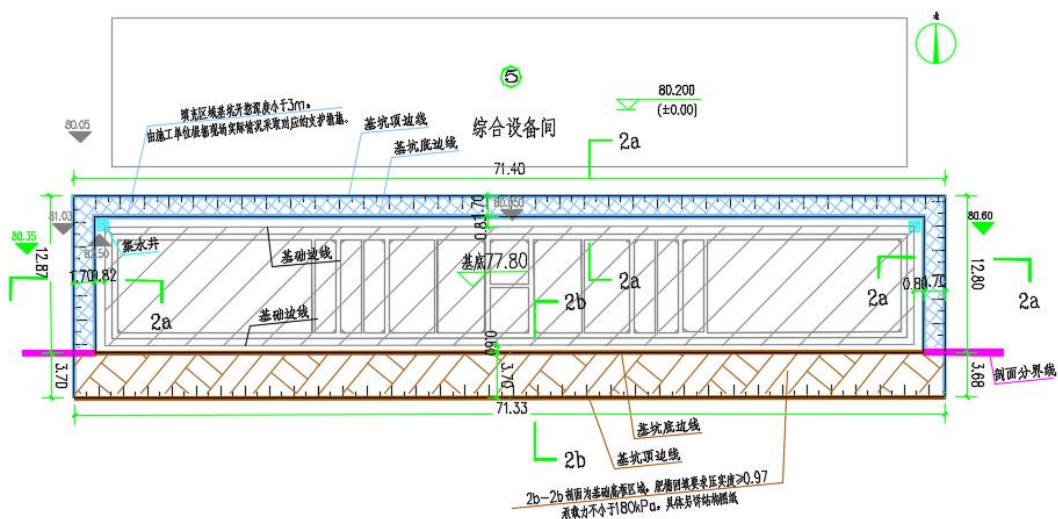 5
80.200
(±0.00)
填充区域基坑开挖深度小于3m。
由施工单位根据现场实际情况采取对应的支护措施。
80.05
基坑顶边线
基坑底边线
综合设备间
2a
71.40
1.70
80.050
0.81
81.03
80.35
80.50
集水井
基础边线
基底77.80
80.60
12.87
1.700.82
2a
2a
2a
2a
2b
0.81.70
12.80
基础边线
0.60
3.70
3.70
3.68
剖面分界线
71.33
基坑底边线
基坑顶边线
2b
2b-2b剖面为基础底板区域,肥槽回填要求压实度≥0.97
承载力不小于180kPa,具体另详结构图纸